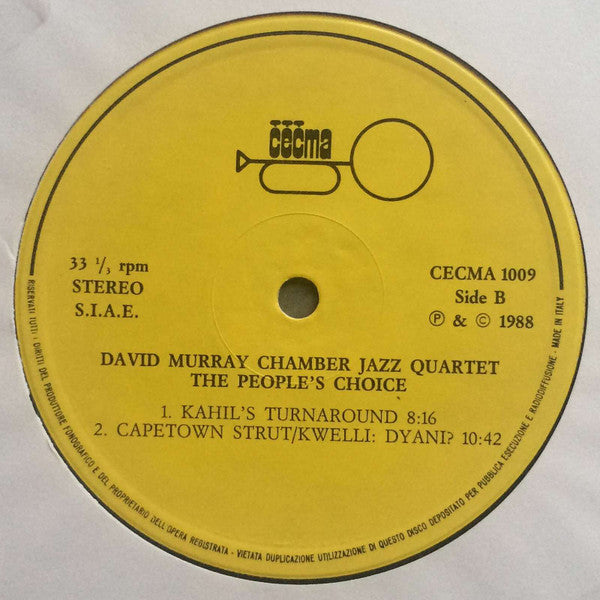 cecma
33 ⅓ rpm
STEREO
S.I.A.E.
CECMA 1009
Side B
Ⓟ & © 1988
DAVID MURRAY CHAMBER JAZZ QUARTET
THE PEOPLE'S CHOICE
1. KAHIL'S TURNAROUND 8:16
2. CAPETOWN STRUT/KWELLI: DYANI? 10:42
RISERVATI TUTTI I DIRITTI DEL PRODUTTORE FONOGRAFICO E DEL PROPRIETARIO DELL'OPERA REGISTRATA - VIETATA DUPLICAZIONE UTILIZZAZIONE DI QUESTO DISCO DEPOSITATO PER PUBBLICA ESECUZIONE E RADIODIFFUSIONE. - MADE IN ITALY